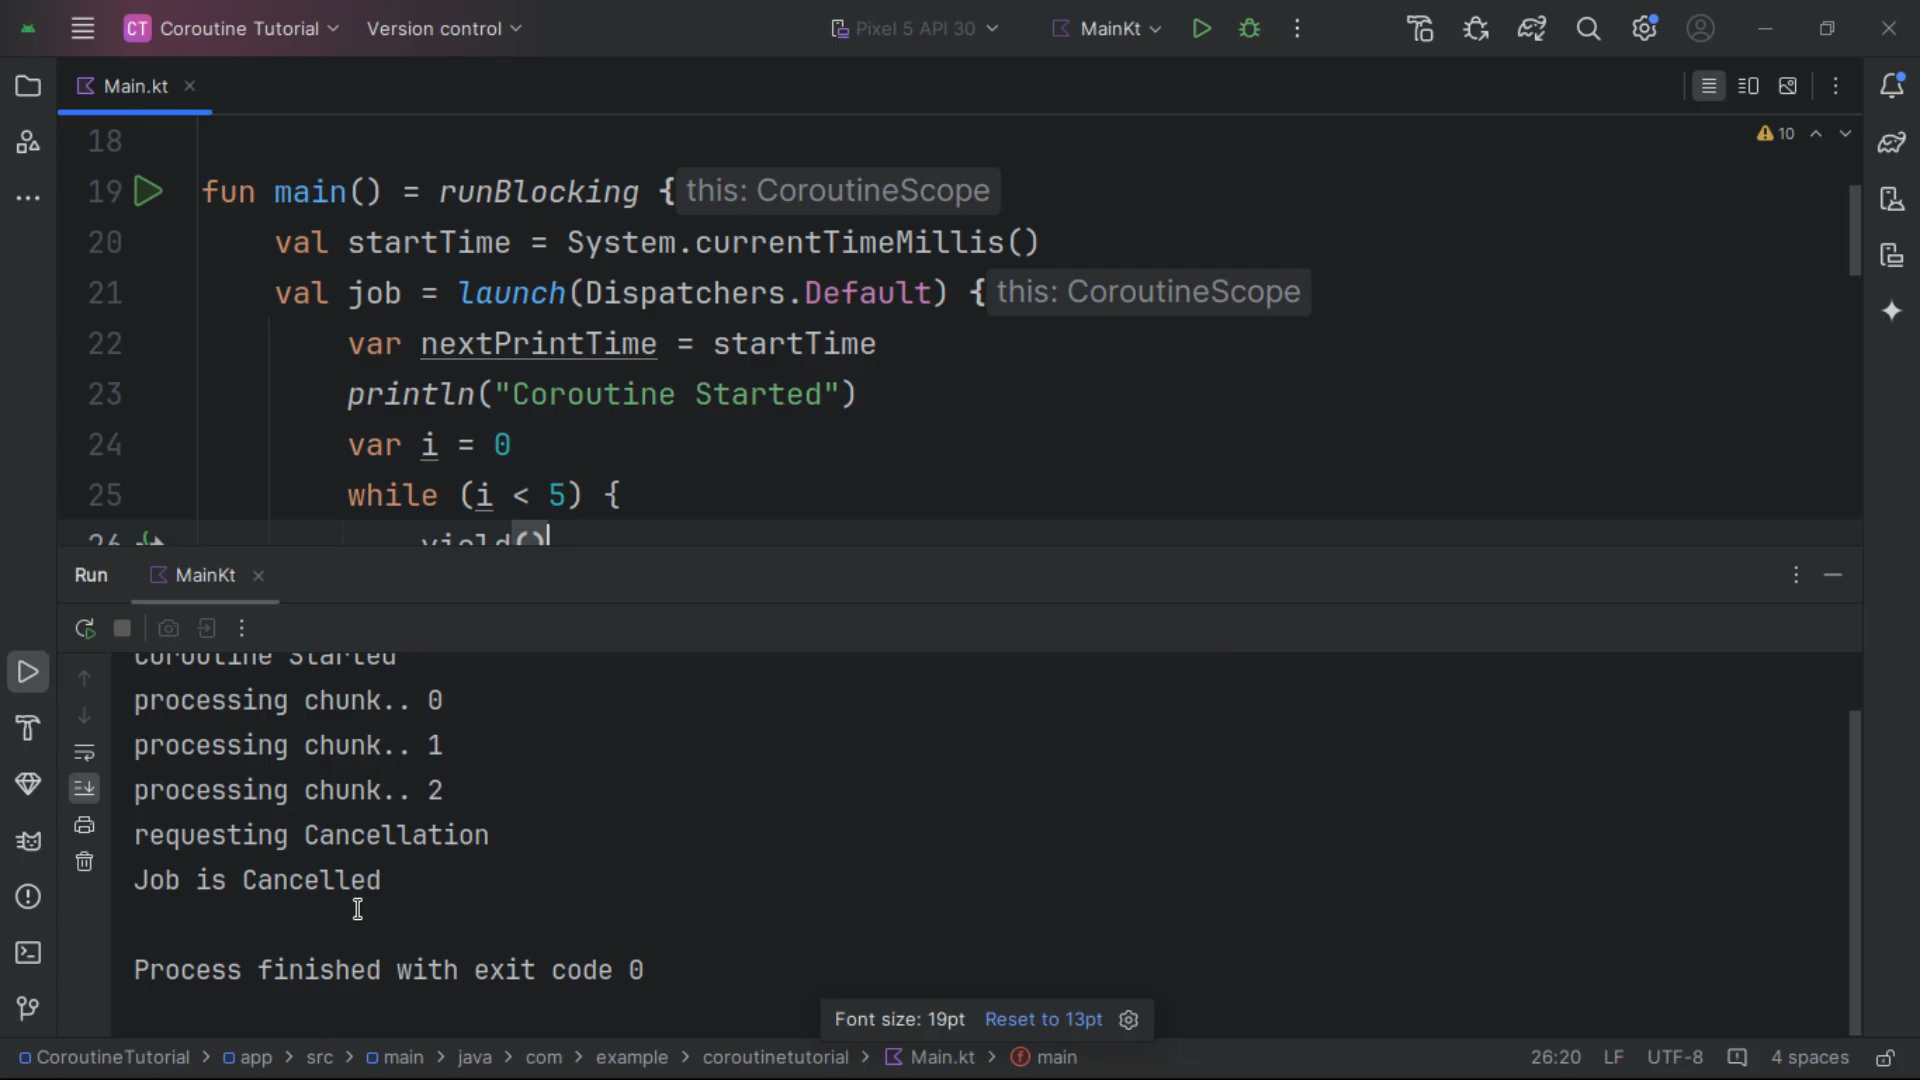 CT Coroutine Tutorial Version control Pixel 5 API 30 MainKt
Main.kt
10
18
19 fun main() = runBlocking { this: CoroutineScope
20 val startTime = System.currentTimeMillis()
21 val job = launch(Dispatchers.Default) { this: CoroutineScope
22 var nextPrintTime = startTime
23 println("Coroutine Started")
24 var i = 0
25 while (i < 5) {
26 yield()
Run MainKt
Coroutine Started
processing chunk.. 0
processing chunk.. 1
processing chunk.. 2
requesting Cancellation
Job is Cancelled
Process finished with exit code 0
Font size: 19pt Reset to 13pt
CoroutineTutorial > app > src > main > java > com > example > coroutinetutorial > Main.kt > main 26:20 LF UTF-8 4 spaces